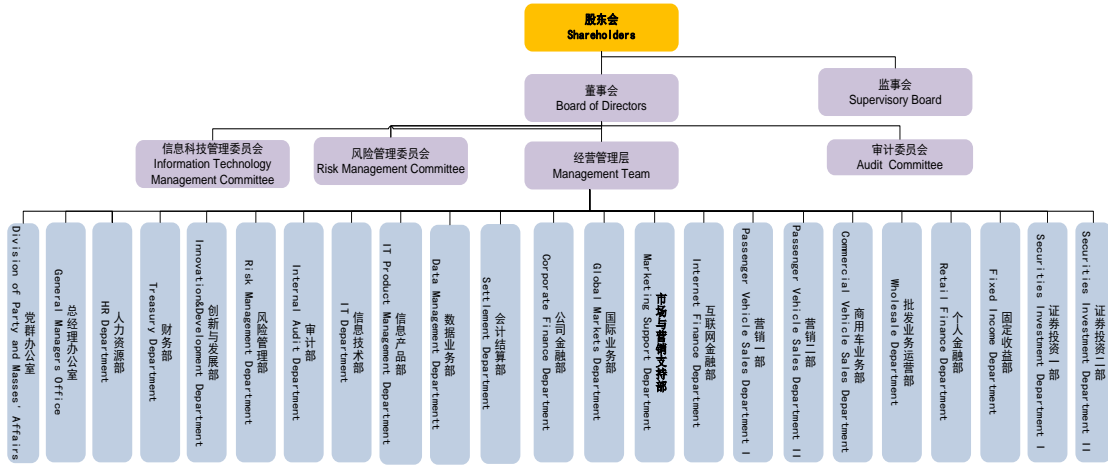 股东会
Shareholders
董事会
Board of Directors
监事会
Supervisory Board
信息科技管理委员会
Information Technology
Management Committee
风险管理委员会
Risk Management Committee
经营管理层
Management Team
审计委员会
Audit Committee
党群办公室
Division of Party and Masses' Affairs
总经理办公室
General Managers Office
人力资源部
HR Department
财务部
Treasury Department
创新与发展部
Innovation&Development Department
风险管理部
Risk Management Department
审计部
Internal Audit Department
信息技术部
IT Department
信息产品部
IT Product Management Department
数据业务部
Data Managementt
会计结算部
Settlement Department
公司金融部
Corporate Finance Department
国际业务部
Global Markets Department
市场与营销支持部
Marketing Support Department
互联网金融部
Internet Finance Department
营销一部
Passenger Vehicle Sales Department I
营销二部
Passenger Vehicle Sales Department II
商用车业务部
Commercial Vehicle Sales Department
批发业务运营部
Wholesale Department
个人金融部
Retail Finance Department
固定收益部
Fixed Income Department
证券投资一部
Securities Investment Department I
证券投资二部
Securities Investment Department II